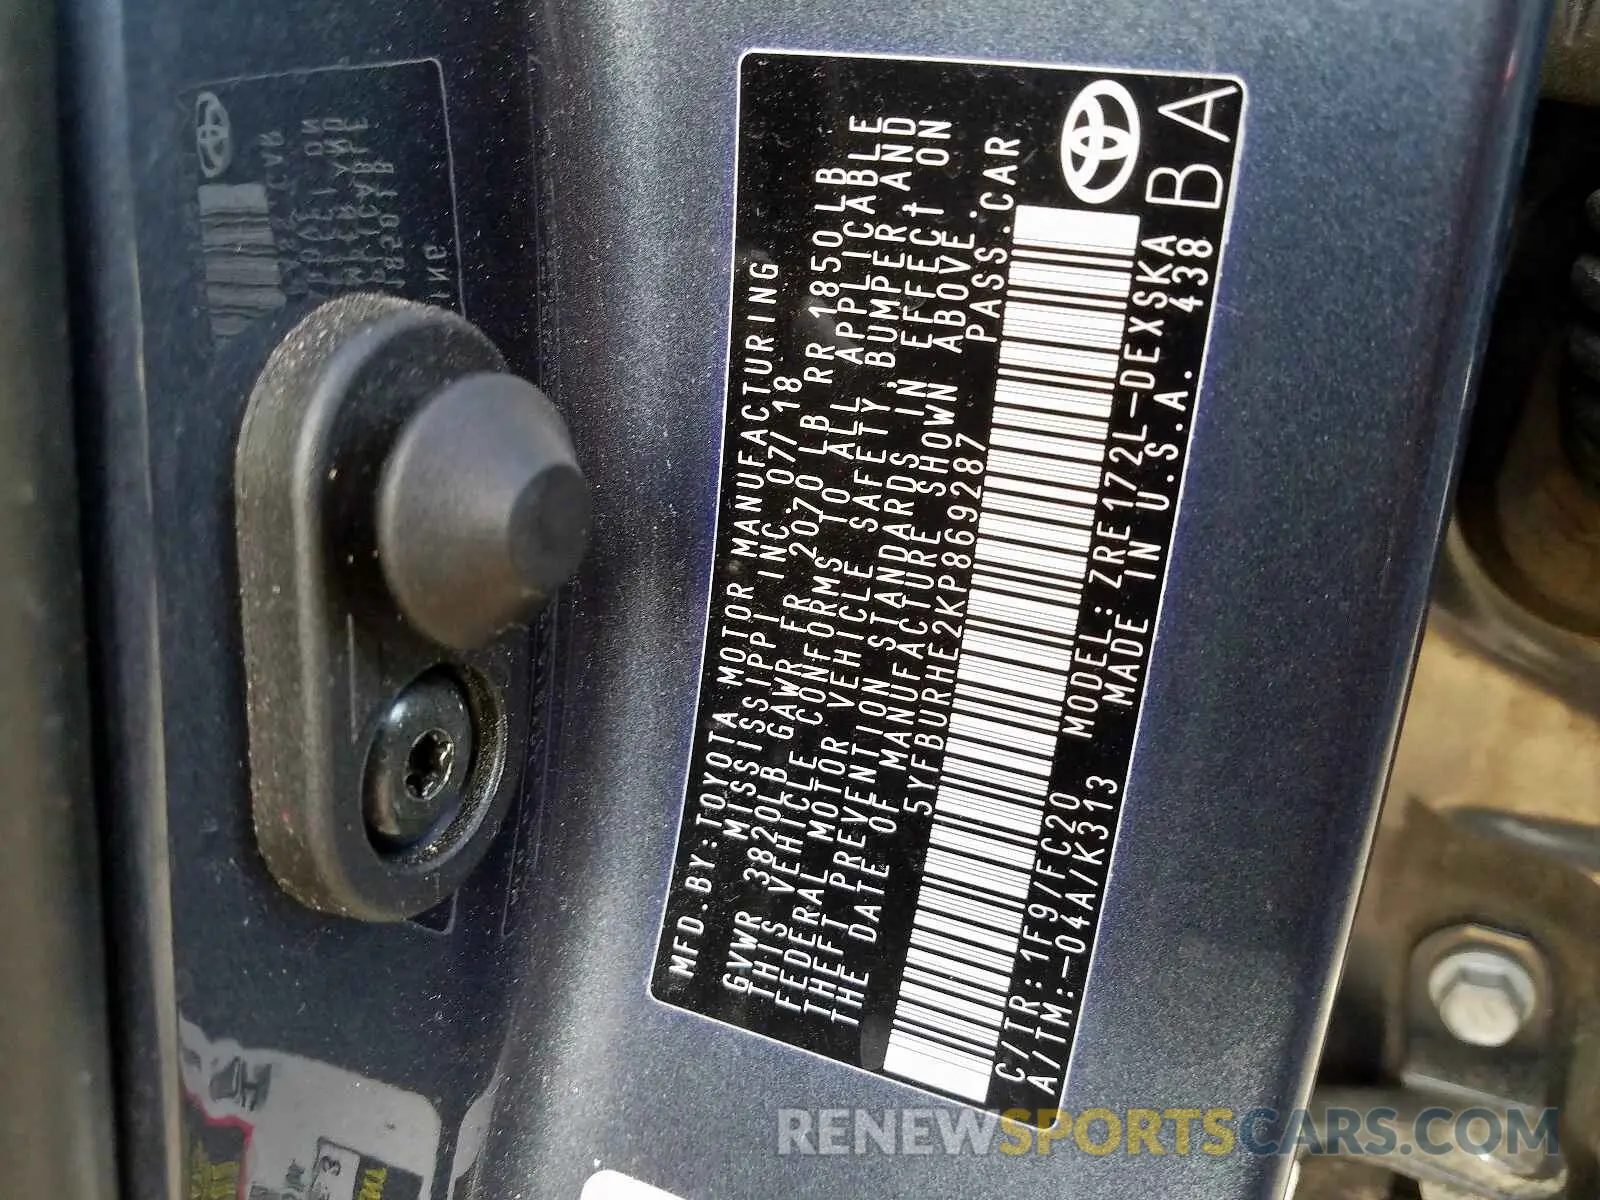 MFD.BY:TOYOTA MOTOR MANUFACTURING
MISSISSIPPI INC. 07/18
GVWR 3820LB GAWR FR 2070 LB RR 1850LB
THIS VEHICLE CONFORMS TO ALL APPLICABLE
FEDERAL MOTOR VEHICLE SAFETY,BUMPER,AND
THEFT PREVENTION STANDARDS IN EFFECT ON
THE DATE OF MANUFACTURE SHOWN ABOVE.
5YFBURHE2KP869287 PASS.CAR
C/TR:1F9/FC20 MODEL:ZRE172L-DEXSKA
A/TM:-04A/K313 MADE IN U.S.A. 438
BA
RENEWSPORTSCARS.COM